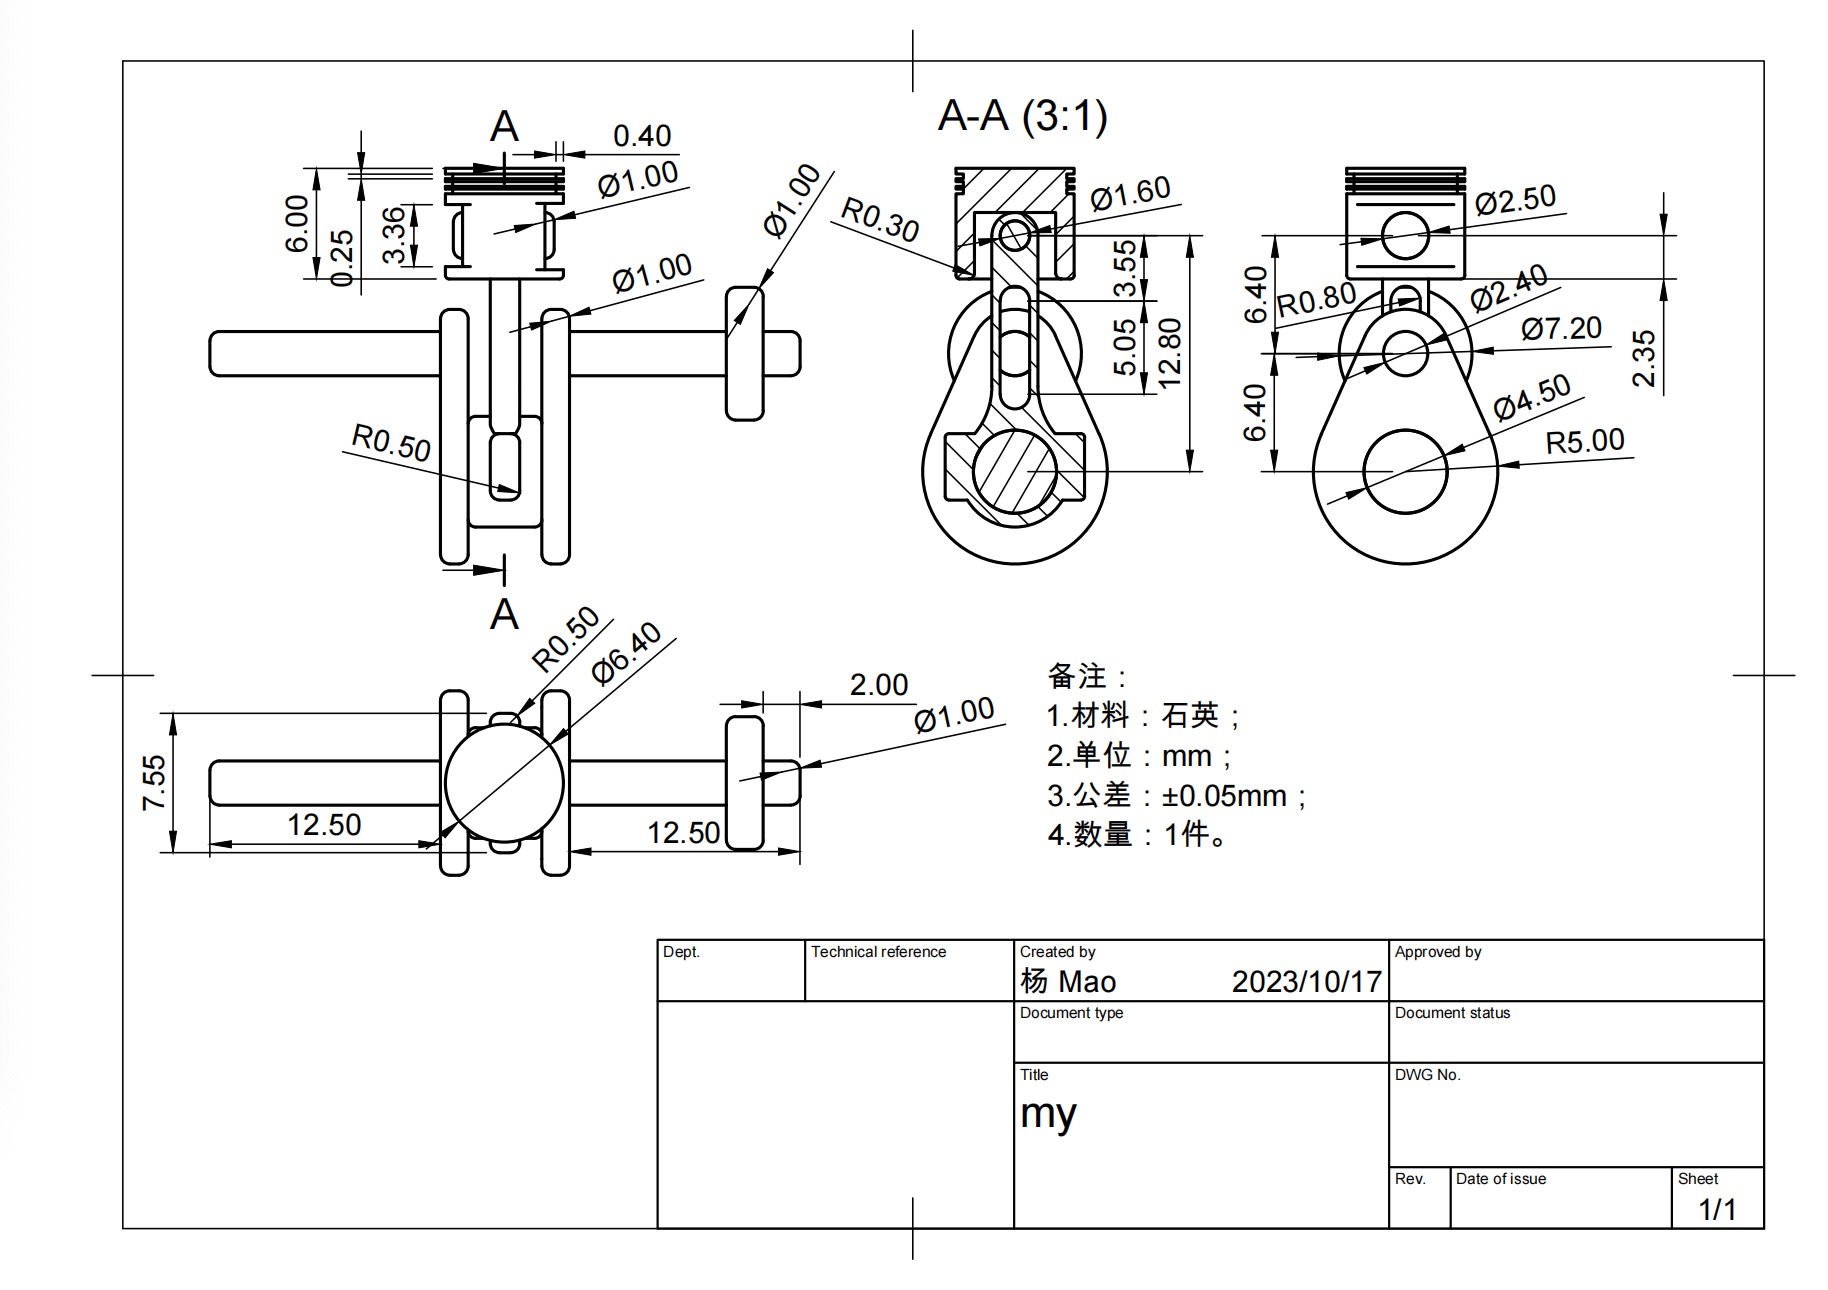 A
A-A (3:1)
0.40
Ø1.00
Ø1.00
R0.30
Ø1.60
Ø2.50
6.00
0.25
3.36
Ø1.00
3.55
5.05
12.80
6.40
R0.80
Ø2.40
Ø7.20
2.35
6.40
Ø4.50
R5.00
R0.50
A
R0.50
Ø6.40
2.00
Ø1.00
7.55
12.50
12.50
备注：
1.材料：石英；
2.单位：mm；
3.公差：±0.05mm；
4.数量：1件。
Dept.
Technical reference
Created by
杨 Mao 2023/10/17
Approved by
Document type
Document status
Title
my
DWG No.
Rev.
Date of issue
Sheet
1/1